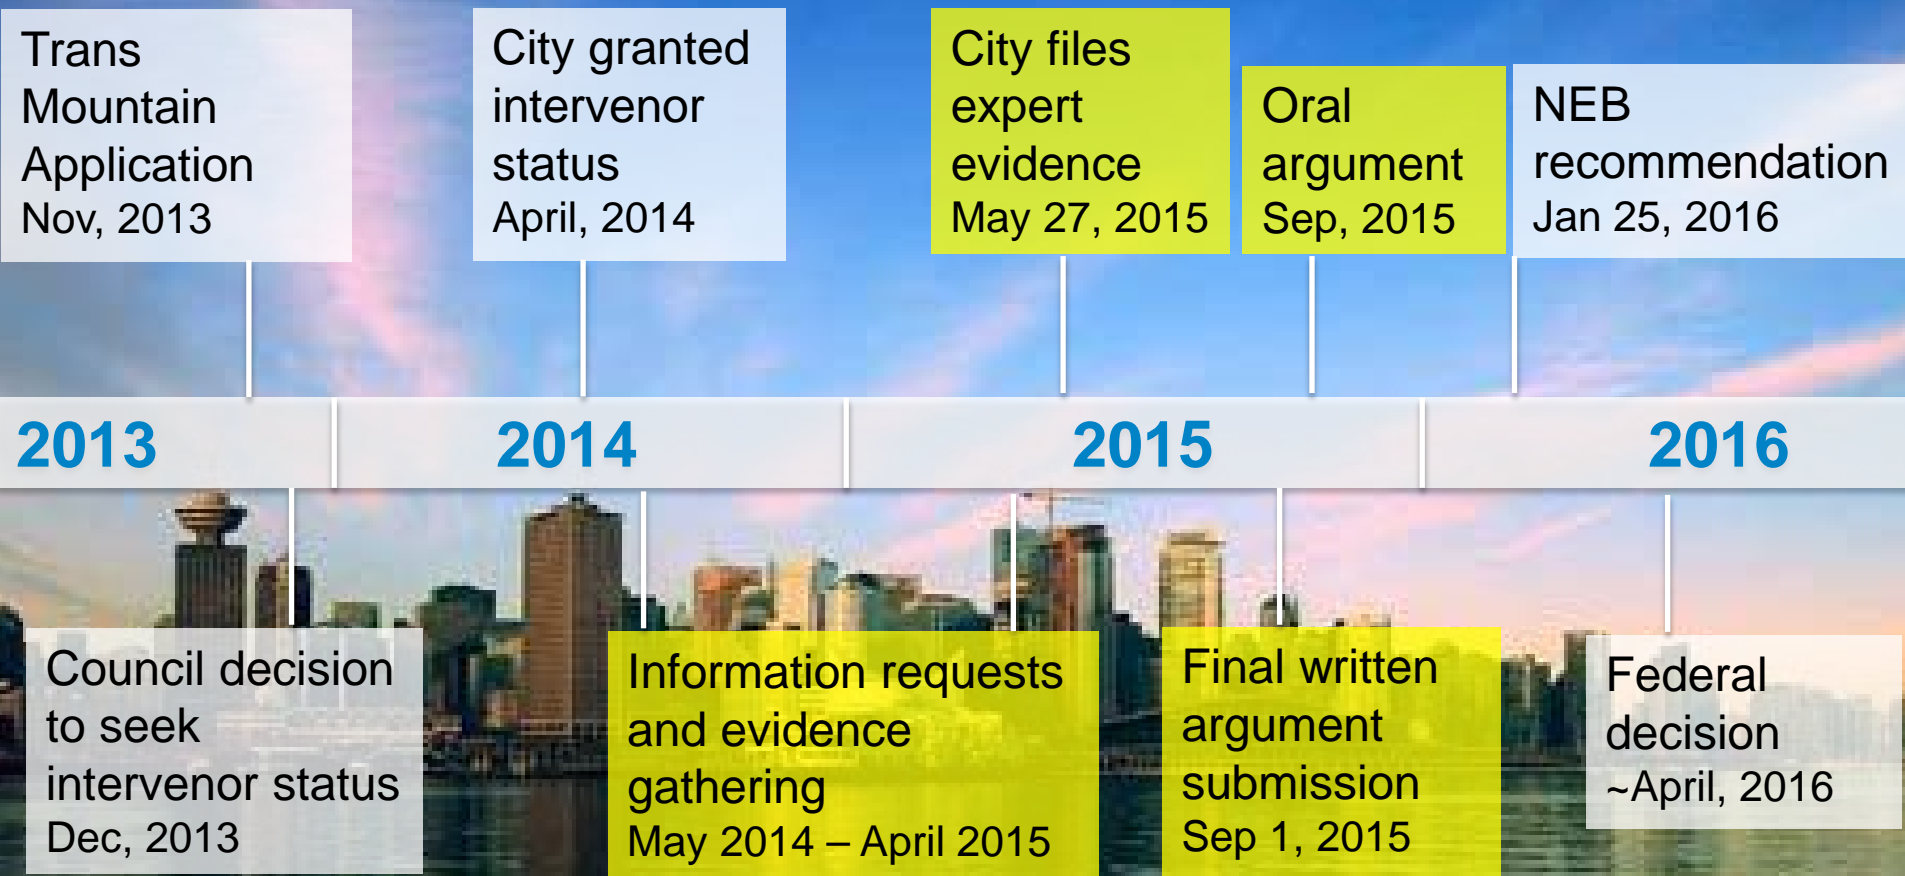 Trans
Mountain
Application
Nov, 2013
City granted
intervenor
status
April, 2014
City files
expert
evidence
May 27, 2015
Oral
argument
Sep, 2015
NEB
recommendation
Jan 25, 2016
2013
2014
2015
2016
Council decision
to seek
intervenor status
Dec, 2013
Information requests
and evidence
gathering
May 2014 – April 2015
Final written
argument
submission
Sep 1, 2015
Federal
decision
~April, 2016